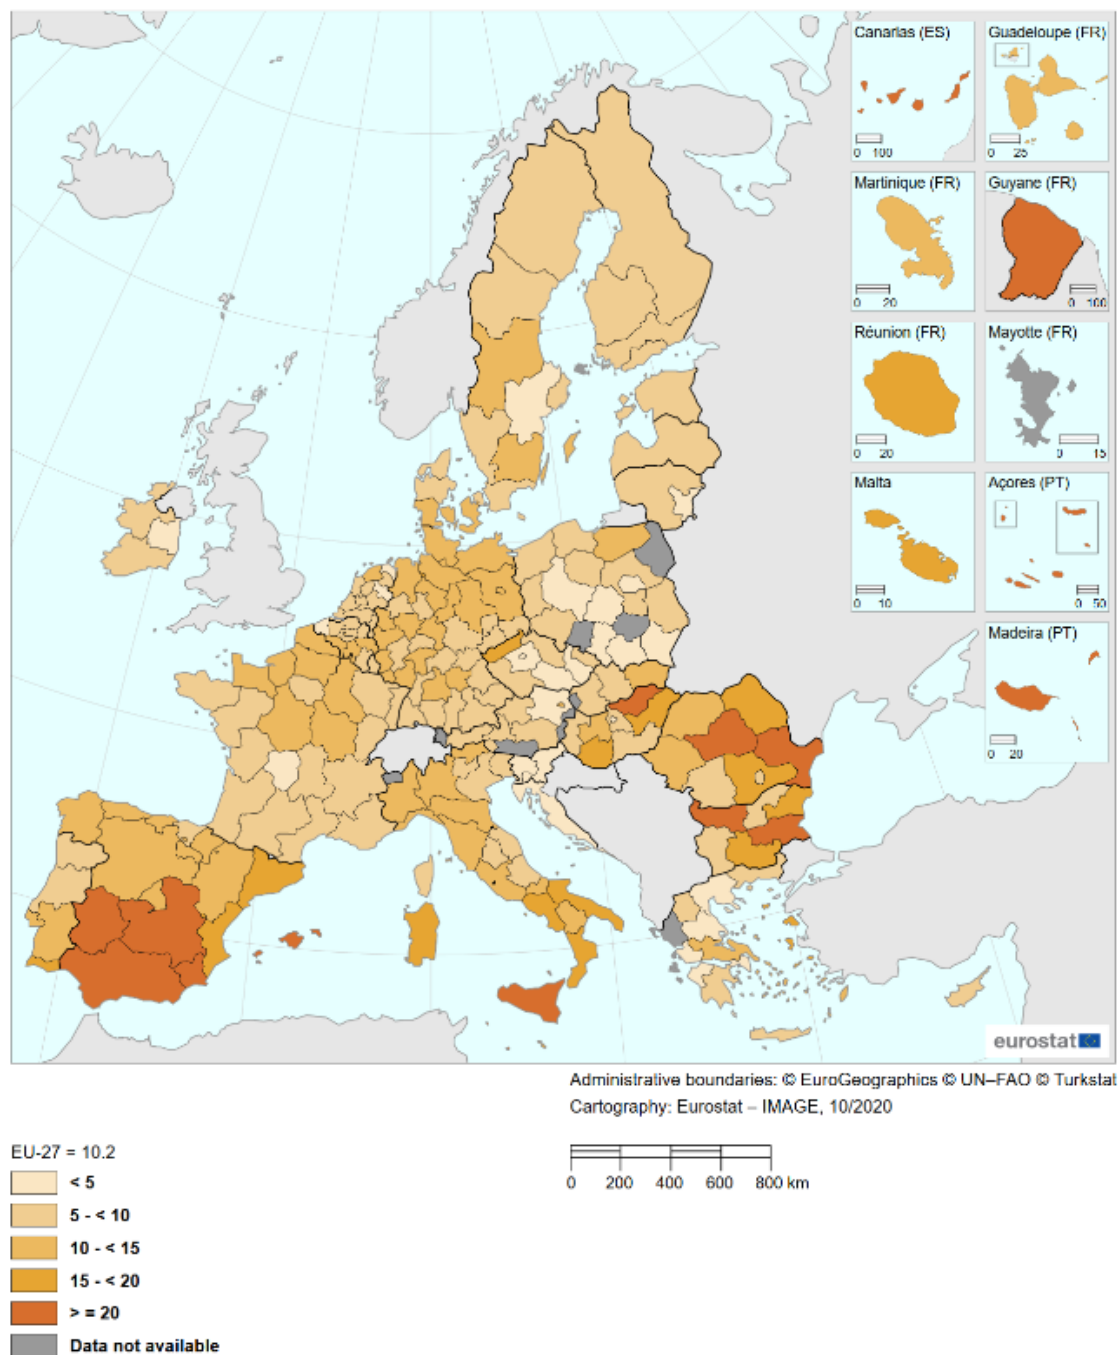 Canarias (ES)
0 100
Guadeloupe (FR)
0 25
Martinique (FR)
0 20
Guyane (FR)
0 100
Réunion (FR)
0 20
Mayotte (FR)
0 15
Malta
0 10
Açores (PT)
0 50
Madeira (PT)
0 20
eurostat
Administrative boundaries: © EuroGeographics © UN–FAO © Turkstat
Cartography: Eurostat – IMAGE, 10/2020
0 200 400 600 800 km
EU-27 = 10.2
< 5
5 - < 10
10 - < 15
15 - < 20
> = 20
Data not available